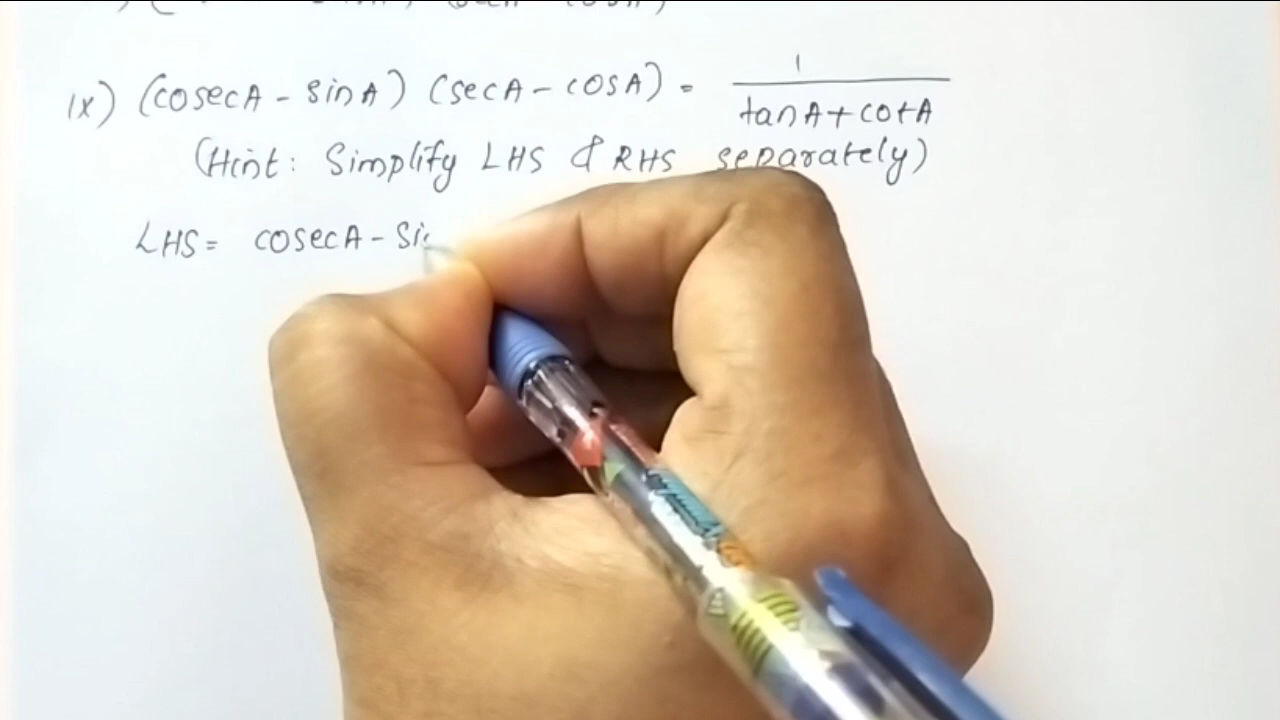 ix) (cosecA - sinA) (secA - cosA) = 1 / tanA + cotA
(Hint: Simplify LHS & RHS separately)
LHS = cosecA - Si